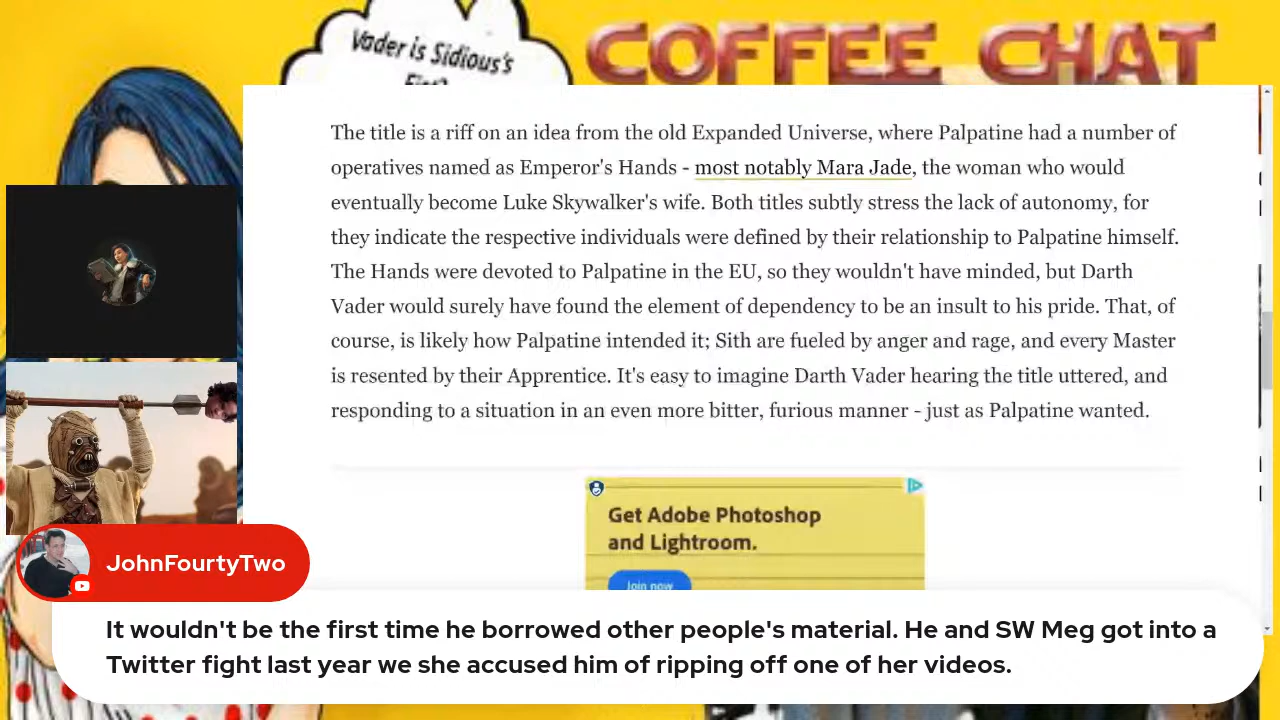 Vader is Sidious's
COFFEE CHAT
The title is a riff on an idea from the old Expanded Universe, where Palpatine had a number of
operatives named as Emperor's Hands - most notably Mara Jade, the woman who would
eventually become Luke Skywalker's wife. Both titles subtly stress the lack of autonomy, for
they indicate the respective individuals were defined by their relationship to Palpatine himself.
The Hands were devoted to Palpatine in the EU, so they wouldn't have minded, but Darth
Vader would surely have found the element of dependency to be an insult to his pride. That, of
course, is likely how Palpatine intended it; Sith are fueled by anger and rage, and every Master
is resented by their Apprentice. It's easy to imagine Darth Vader hearing the title uttered, and
responding to a situation in an even more bitter, furious manner - just as Palpatine wanted.
Get Adobe Photoshop
and Lightroom.
Join now
JohnFourtyTwo
It wouldn't be the first time he borrowed other people's material. He and SW Meg got into a
Twitter fight last year we she accused him of ripping off one of her videos.